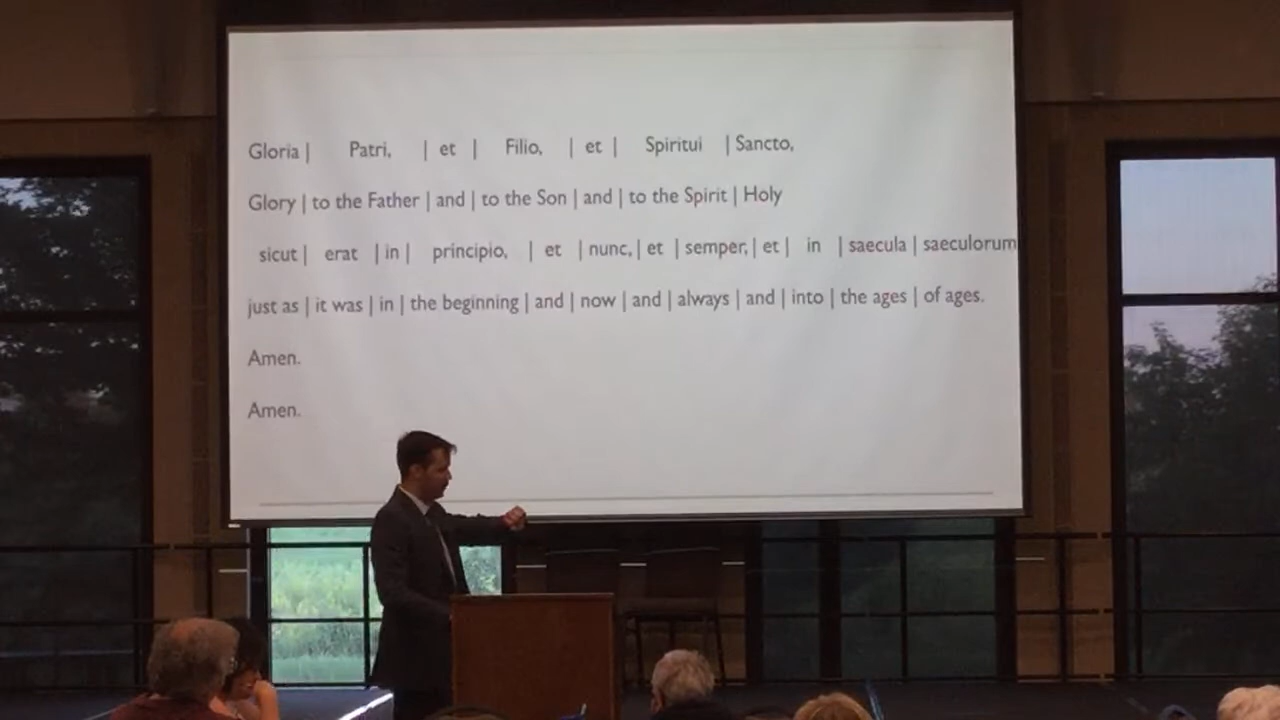 Gloria | Patri, | et | Filio, | et | Spiritui | Sancto,
Glory | to the Father | and | to the Son | and | to the Spirit | Holy
sicut | erat | in | principio, | et | nunc, | et | semper, | et | in | saecula | saeculorum
just as | it was | in | the beginning | and | now | and | always | and | into | the ages | of ages.
Amen.
Amen.